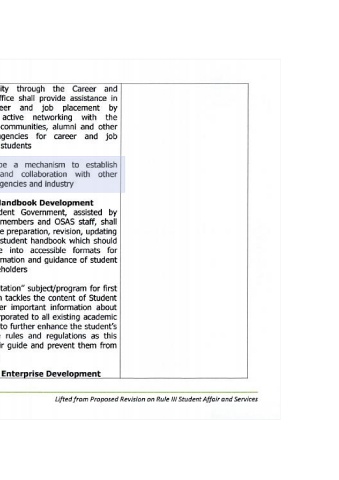 ity through the Career and
ffice shall provide assistance in
eer and job placement by
active networking with the
communities, alumni and other
gencies for career and job
students
be a mechanism to establish
and collaboration with other
gencies and industry
Handbook Development
dent Government, assisted by
members and OSAS staff, shall
e preparation, revision, updating
student handbook which should
e into accessible formats for
rmation and guidance of student
eholders
tation" subject/program for first
n tackles the content of Student
er important information about
rporated to all existing academic
to further enhance the student's
e rules and regulations as this
ir guide and prevent them from
Enterprise Development
Lifted from Proposed Revision on Rule III Student Affair and Services